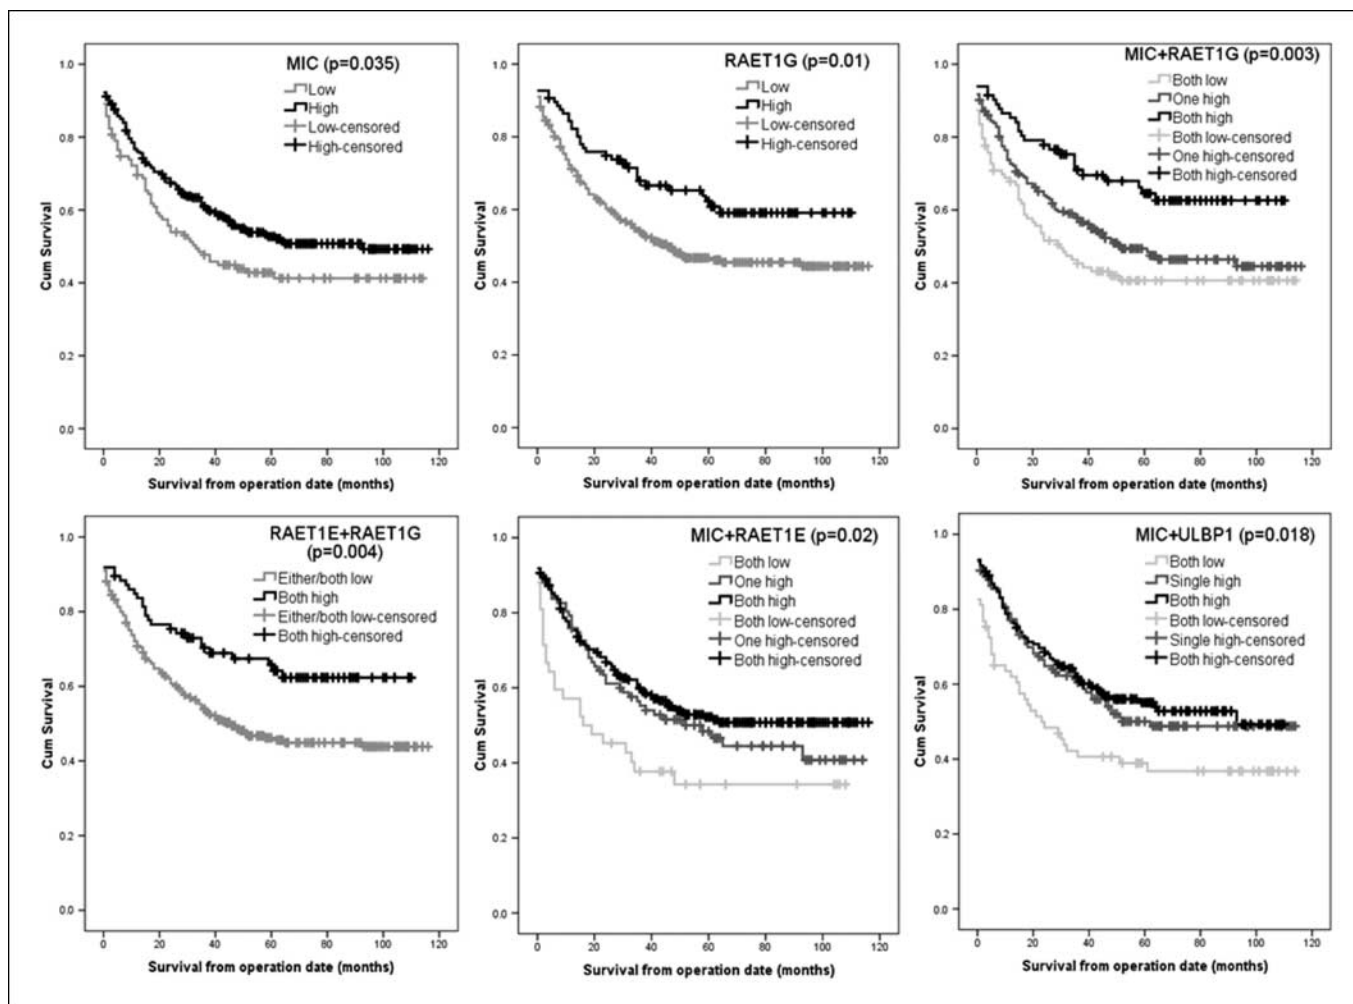 MIC (p=0.035)
Low
High
Low-censored
High-censored
1.0
0.8
0.6
0.4
0.2
0.0
Cum Survival
0 20 40 60 80 100 120
Survival from operation date (months)
RAET1G (p=0.01)
Low
High
Low-censored
High-censored
1.0
0.8
0.6
0.4
0.2
0.0
Cum Survival
0 20 40 60 80 100 120
Survival from operation date (months)
MIC+RAET1G (p=0.003)
Both low
One high
Both high
Both low-censored
One high-censored
Both high-censored
1.0
0.8
0.6
0.4
0.2
0.0
Cum Survival
0 20 40 60 80 100 120
Survival from operation date (months)
RAET1E+RAET1G
(p=0.004)
Either/both low
Both high
Either/both low-censored
Both high-censored
1.0
0.8
0.6
0.4
0.2
0.0
Cum Survival
0 20 40 60 80 100 120
Survival from operation date (months)
MIC+RAET1E (p=0.02)
Both low
One high
Both high
Both low-censored
One high-censored
Both high-censored
1.0
0.8
0.6
0.4
0.2
0.0
Cum Survival
0 20 40 60 80 100 120
Survival from operation date (months)
MIC+ULBP1 (p=0.018)
Both low
Single high
Both high
Both low-censored
Single high-censored
Both high-censored
1.0
0.8
0.6
0.4
0.2
0.0
Cum Survival
0 20 40 60 80 100 120
Survival from operation date (months)